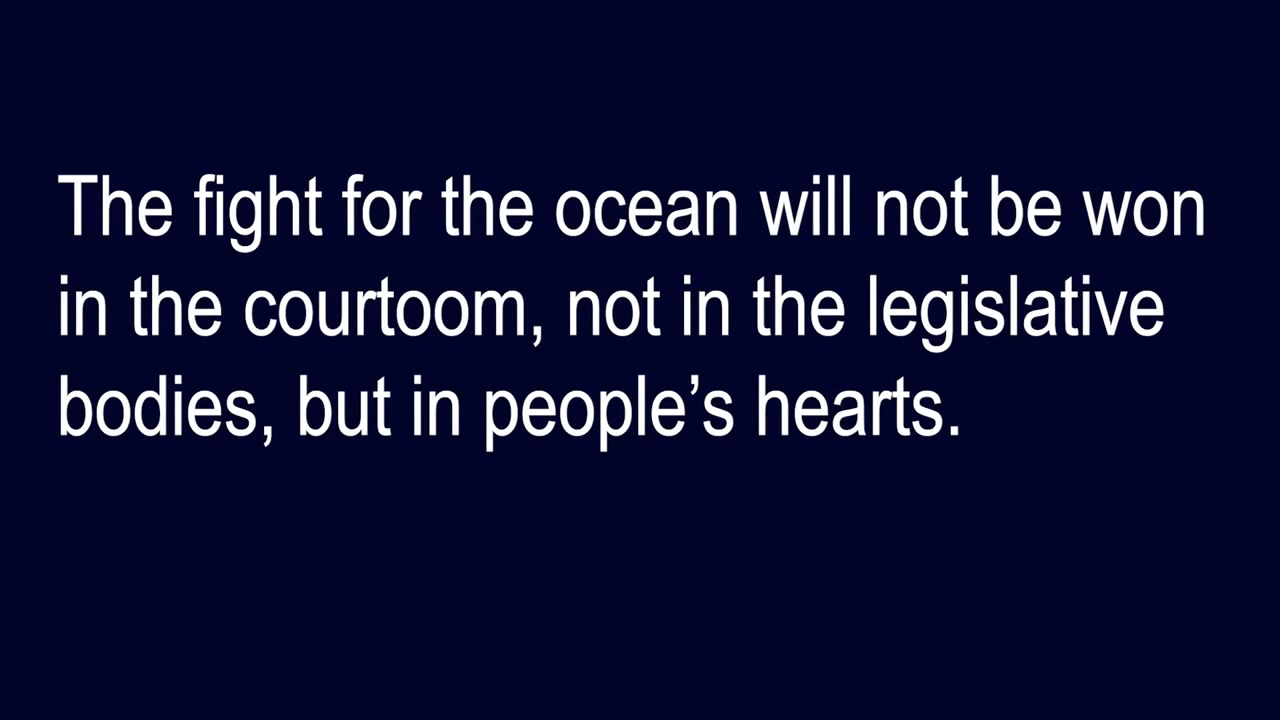 The fight for the ocean will not be won
in the courtoom, not in the legislative
bodies, but in people’s hearts.